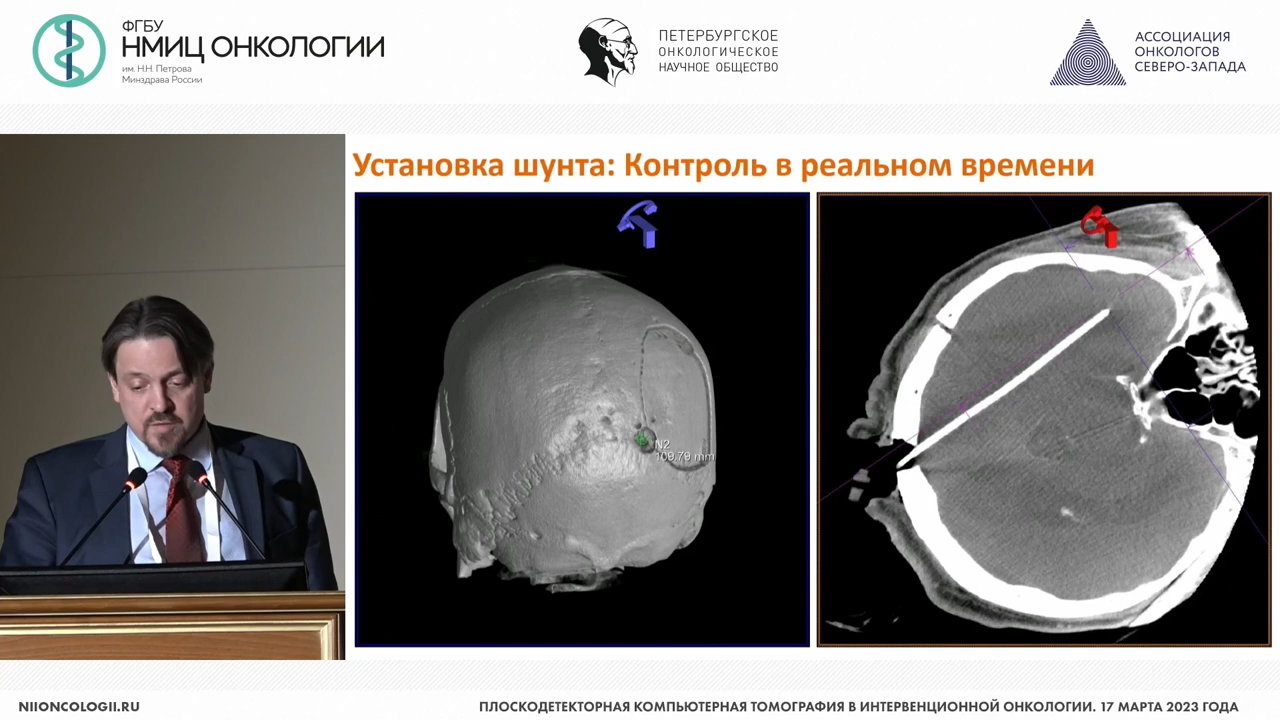 ФГБУ
НМИЦ ОНКОЛОГИИ
им. Н.Н. Петрова
Минздрава России
ПЕТЕРБУРГСКОЕ
ОНКОЛОГИЧЕСКОЕ
НАУЧНОЕ ОБЩЕСТВО
АССОЦИАЦИЯ
ОНКОЛОГОВ
СЕВЕРО-ЗАПАДА
Установка шунта: Контроль в реальном времени
N2
109.79 mm
NIIONCOLOGII.RU
ПЛОСКОДЕТЕКТОРНАЯ КОМПЬЮТЕРНАЯ ТОМОГРАФИЯ В ИНТЕРВЕНЦИОННОЙ ОНКОЛОГИИ. 17 МАРТА 2023 ГОДА